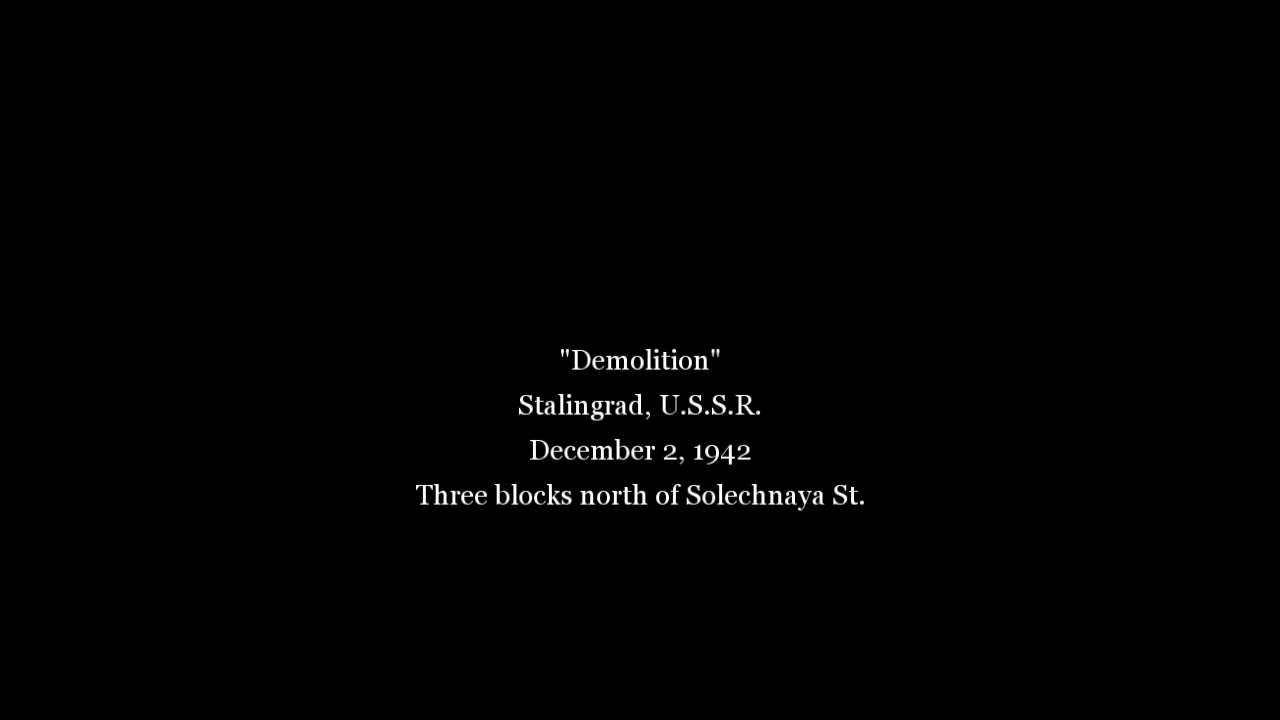 "Demolition"
Stalingrad, U.S.S.R.
December 2, 1942
Three blocks north of Solechnaya St.